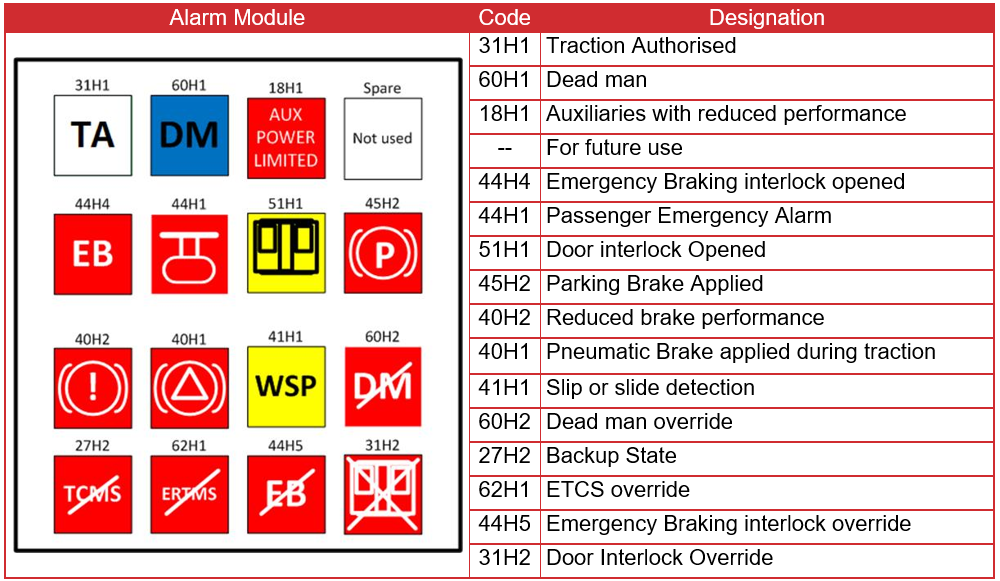 Alarm Module Code Designation
31H1 60H1 18H1 Spare
TA DM AUX POWER LIMITED Not used
44H4 44H1 51H1 45H2
EB P
40H2 40H1 41H1 60H2
! WSP DM
27H2 62H1 44H5 31H2
TCMS ERTMS EB
31H1 Traction Authorised
60H1 Dead man
18H1 Auxiliaries with reduced performance
-- For future use
44H4 Emergency Braking interlock opened
44H1 Passenger Emergency Alarm
51H1 Door interlock Opened
45H2 Parking Brake Applied
40H2 Reduced brake performance
40H1 Pneumatic Brake applied during traction
41H1 Slip or slide detection
60H2 Dead man override
27H2 Backup State
62H1 ETCS override
44H5 Emergency Braking interlock override
31H2 Door Interlock Override